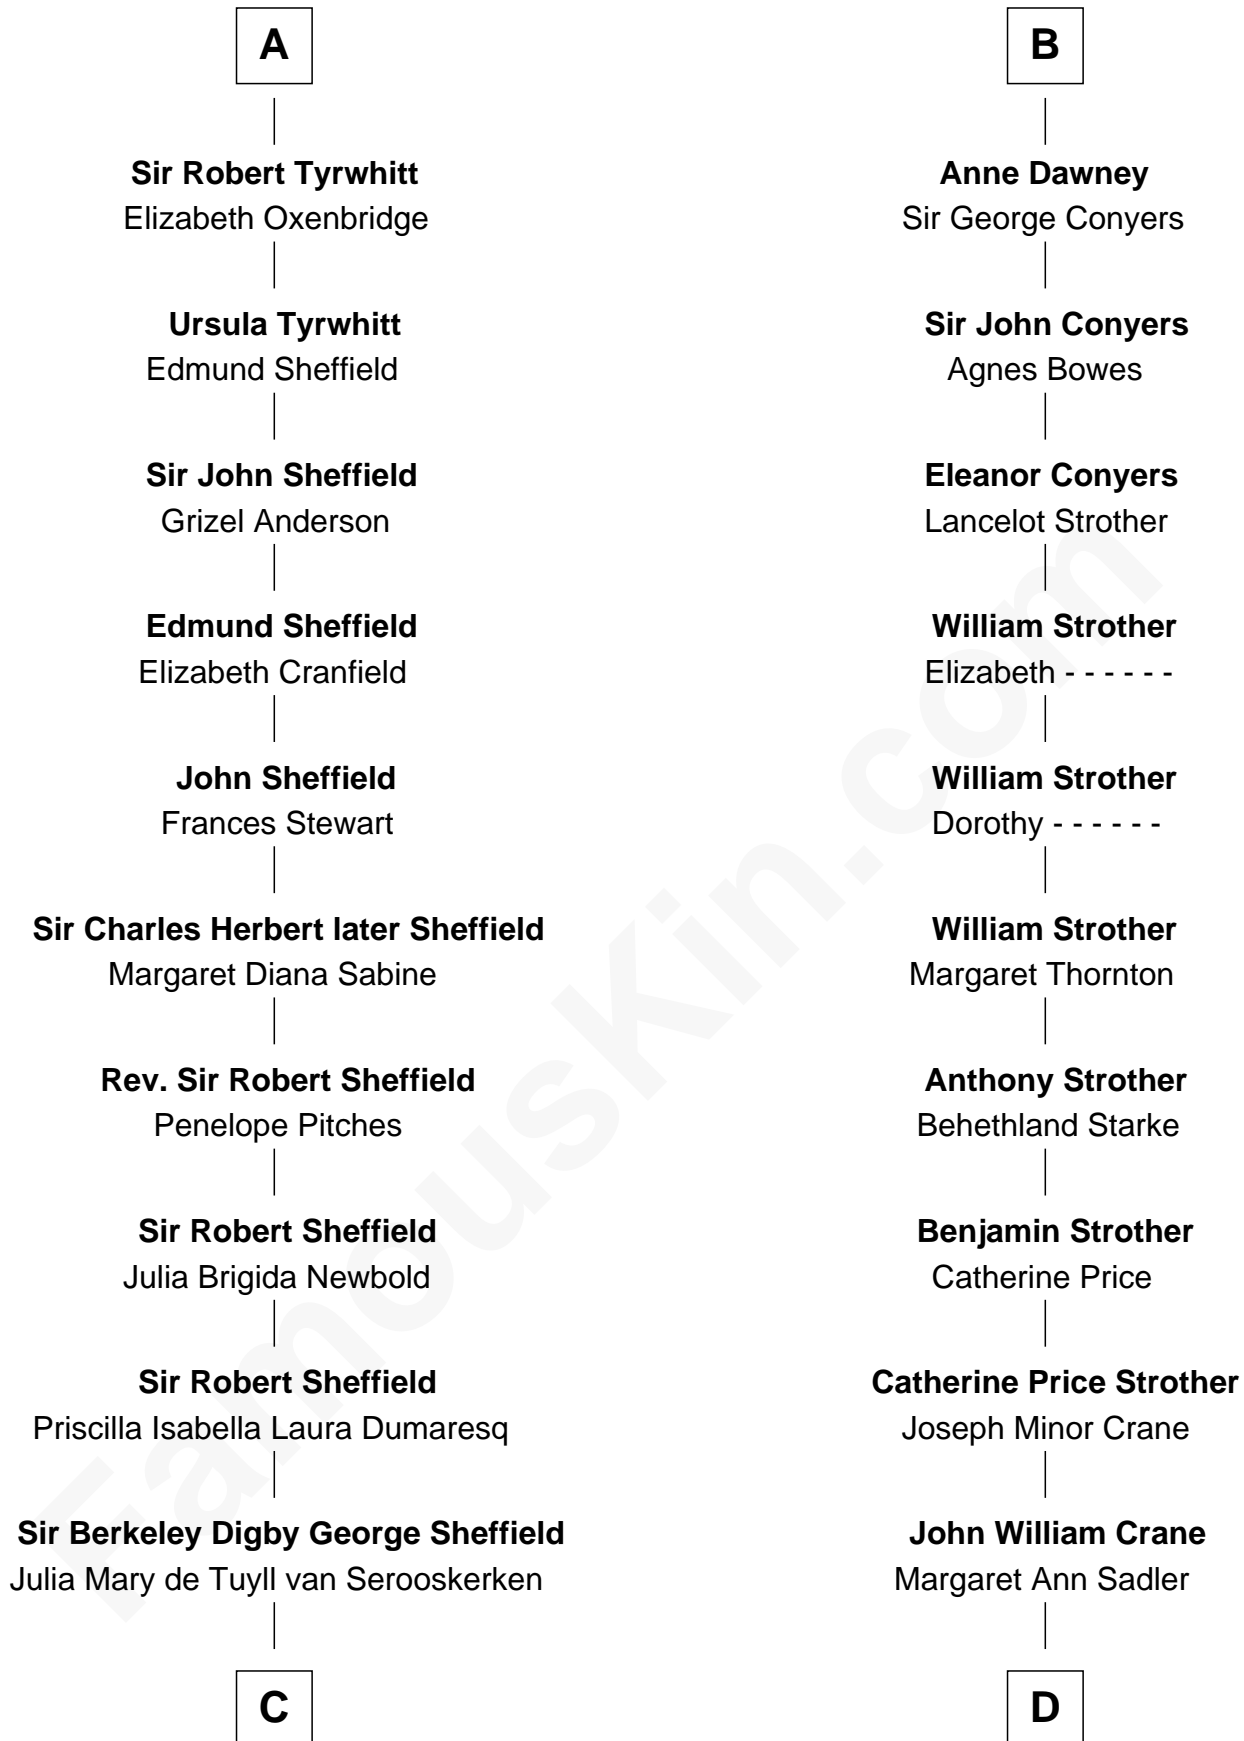 A
Sir Robert Tyrwhitt
Elizabeth Oxenbridge
Ursula Tyrwhitt
Edmund Sheffield
Sir John Sheffield
Grizel Anderson
Edmund Sheffield
Elizabeth Cranfield
John Sheffield
Frances Stewart
Sir Charles Herbert later Sheffield
Margaret Diana Sabine
Rev. Sir Robert Sheffield
Penelope Pitches
Sir Robert Sheffield
Julia Brigida Newbold
Sir Robert Sheffield
Priscilla Isabella Laura Dumaresq
Sir Berkeley Digby George Sheffield
Julia Mary de Tuyll van Serooskerken
C
B
Anne Dawney
Sir George Conyers
Sir John Conyers
Agnes Bowes
Eleanor Conyers
Lancelot Strother
William Strother
Elizabeth - - - - - -
William Strother
Dorothy - - - - - -
William Strother
Margaret Thornton
Anthony Strother
Behethland Starke
Benjamin Strother
Catherine Price
Catherine Price Strother
Joseph Minor Crane
John William Crane
Margaret Ann Sadler
D
FamousKin.com